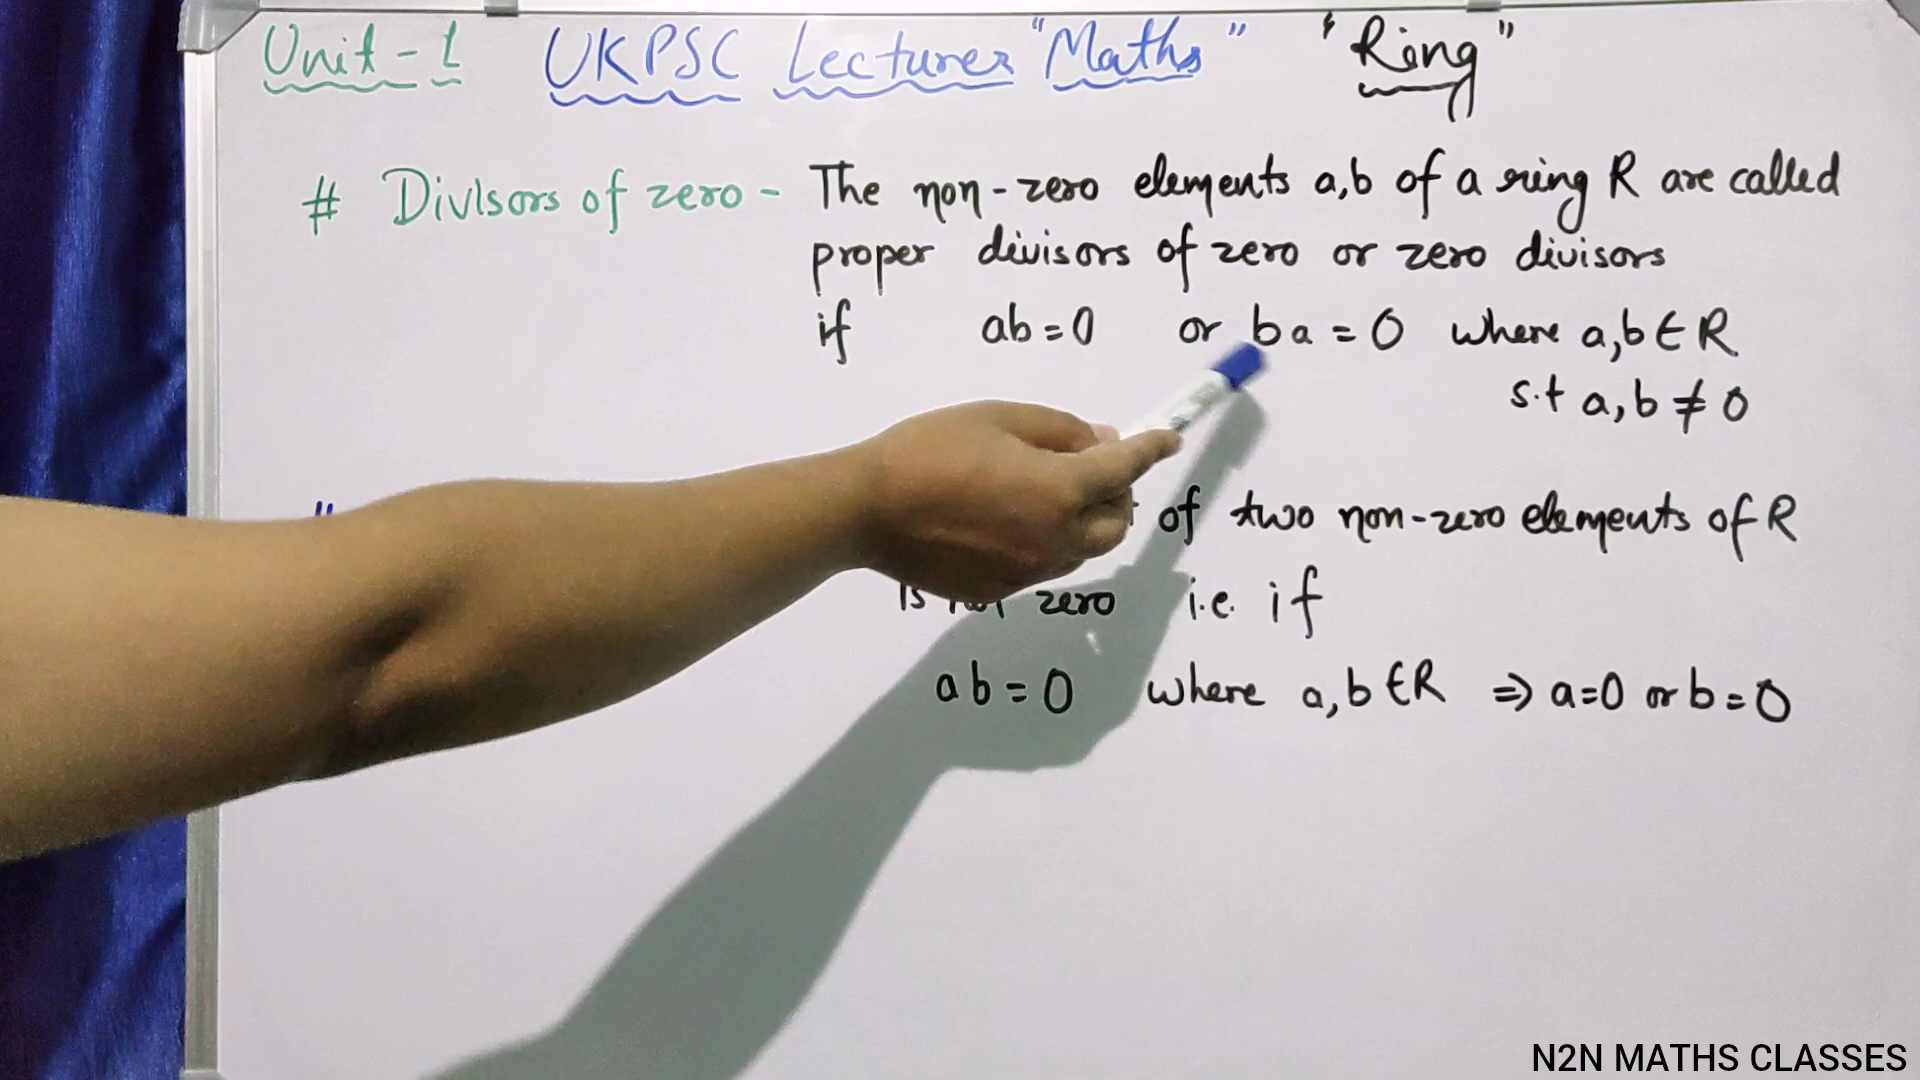 Unit-1 UKPSC Lecturer "Maths" "Ring"
# Divisors of zero - The non-zero elements a,b of a ring R are called
proper divisors of zero or zero divisors
if ab=0 or ba=0 where a,b∈R
s.t a,b≠0
of two non-zero elements of R
is not zero i.e. if
ab=0 where a,b∈R ⇒ a=0 or b=0
N2N MATHS CLASSES